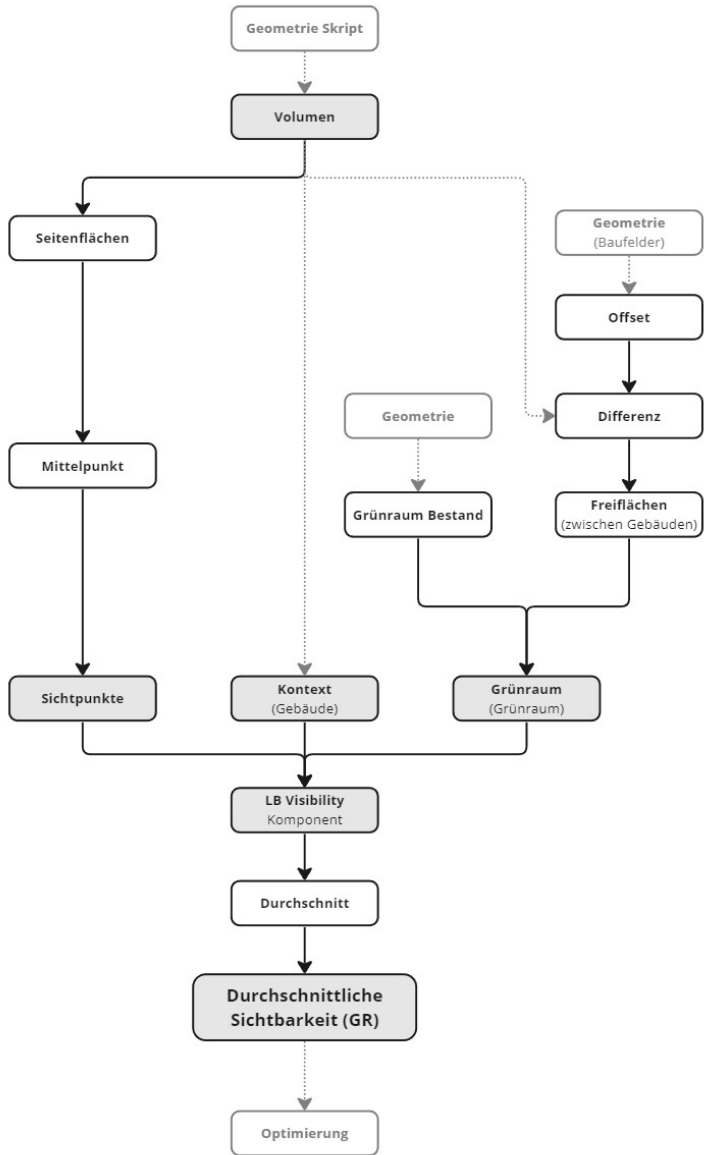 Geometrie Skript
Volumen
Seitenflächen
Geometrie
(Baufelder)
Offset
Geometrie
Differenz
Mittelpunkt
Grünraum Bestand
Freiflächen
(zwischen Gebäuden)
Sichtpunkte
Kontext
(Gebäude)
Grünraum
(Grünraum)
LB Visibility
Komponent
Durchschnitt
Durchschnittliche
Sichtbarkeit (GR)
Optimierung